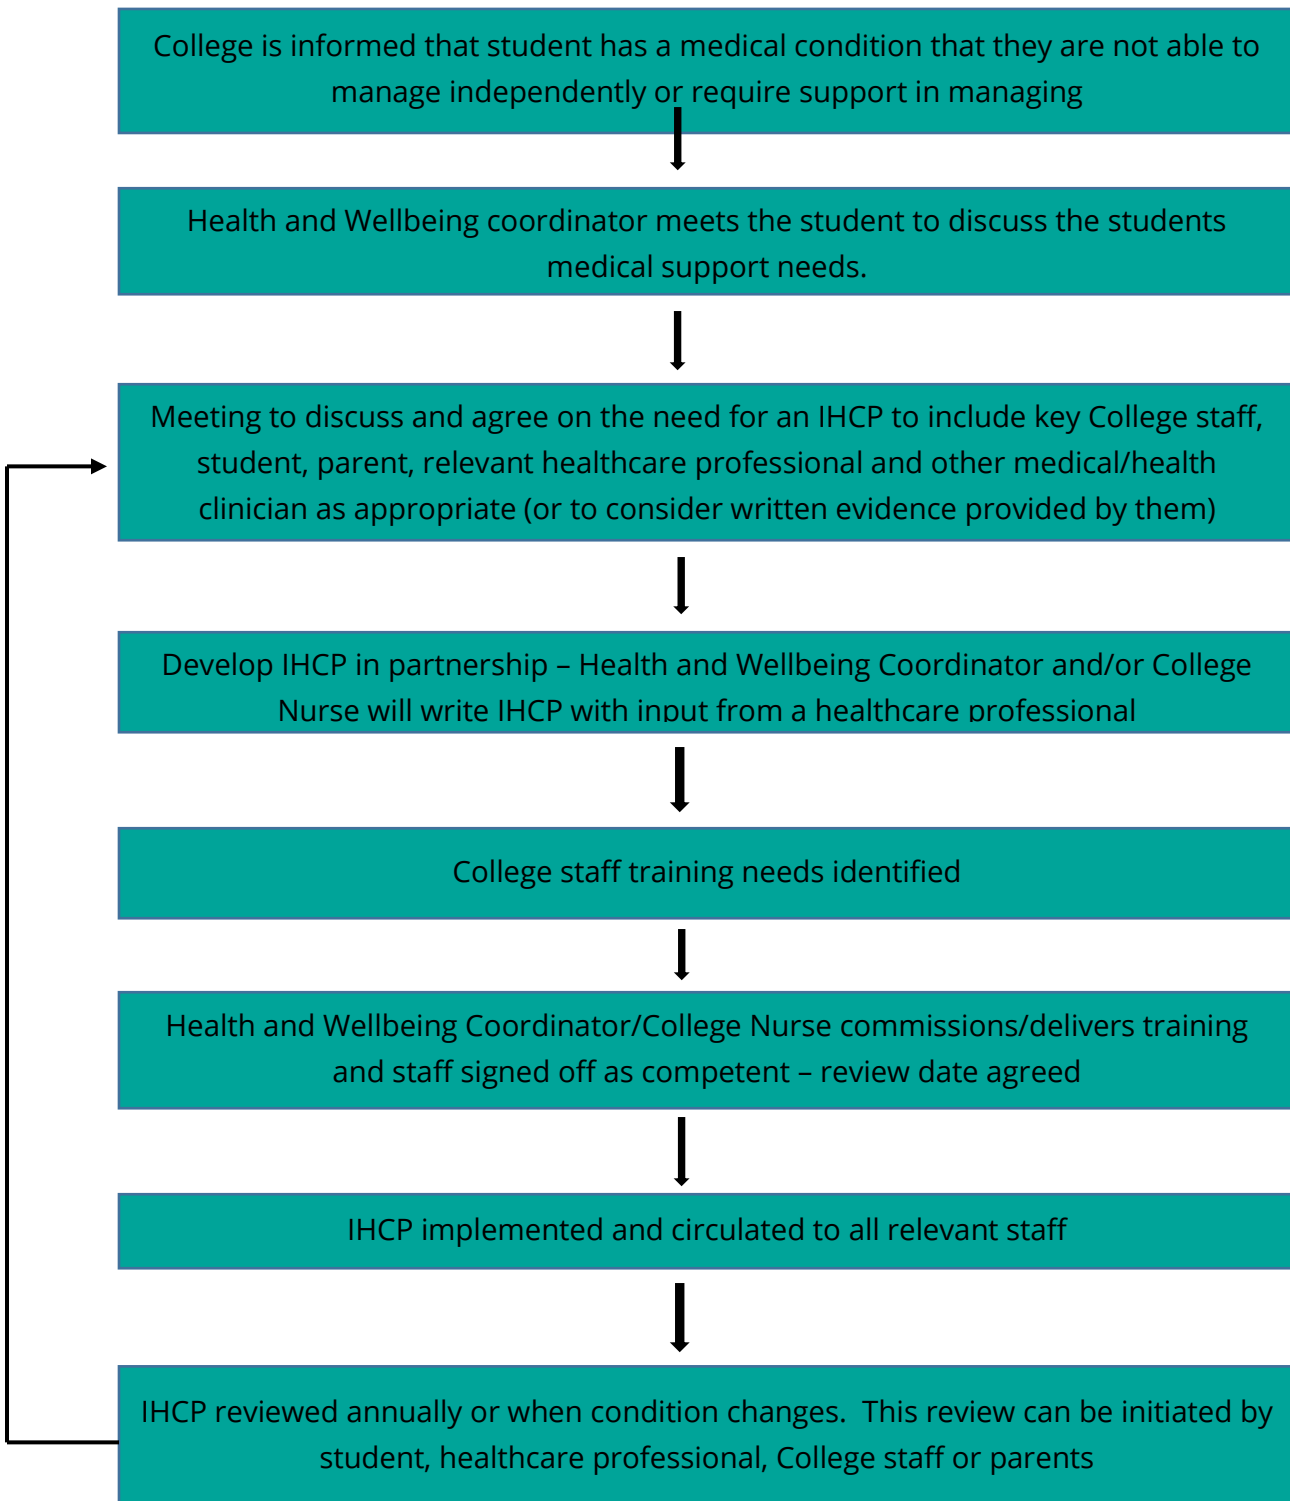 College is informed that student has a medical condition that they are not able to
manage independently or require support in managing
Health and Wellbeing coordinator meets the student to discuss the students
medical support needs.
Meeting to discuss and agree on the need for an IHCP to include key College staff,
student, parent, relevant healthcare professional and other medical/health
clinician as appropriate (or to consider written evidence provided by them)
Develop IHCP in partnership – Health and Wellbeing Coordinator and/or College
Nurse will write IHCP with input from a healthcare professional
College staff training needs identified
Health and Wellbeing Coordinator/College Nurse commissions/delivers training
and staff signed off as competent – review date agreed
IHCP implemented and circulated to all relevant staff
IHCP reviewed annually or when condition changes.  This review can be initiated by
student, healthcare professional, College staff or parents